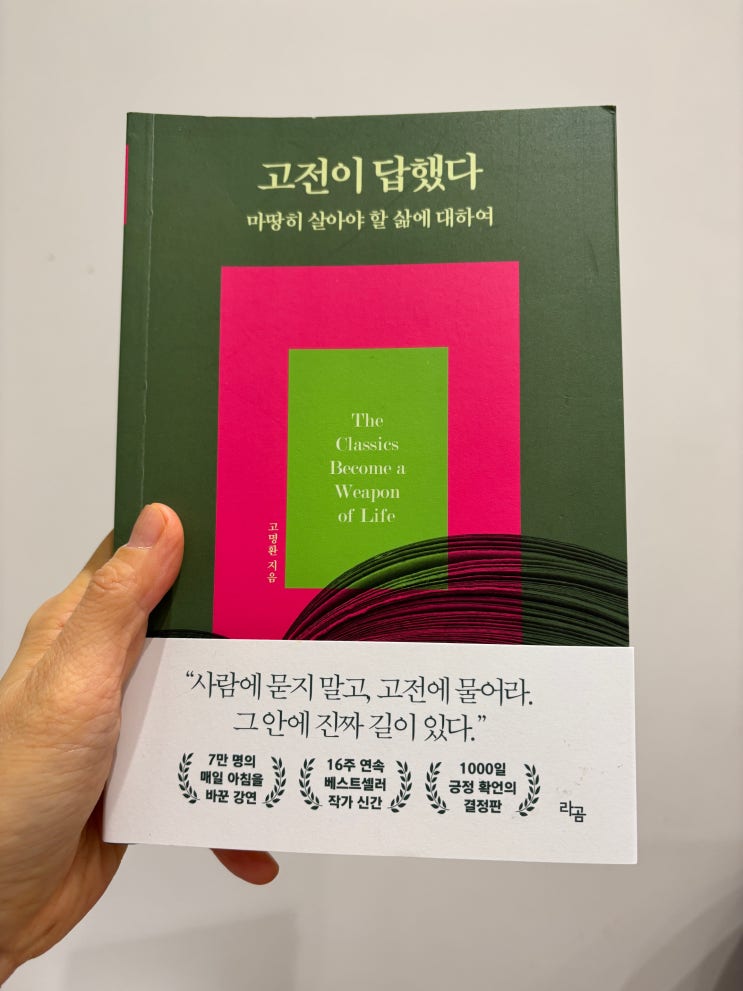 고전이 답했다
마땅히 살아야 할 삶에 대하여
The
Classics
Become a
Weapon
of Life
고명환 지음
“사람에 묻지 말고, 고전에 물어라.
그 안에 진짜 길이 있다.”
7만 명의
매일 아침을
바꾼 강연
16주 연속
베스트셀러
작가 신간
1000일
긍정 확언의
결정판
라곰